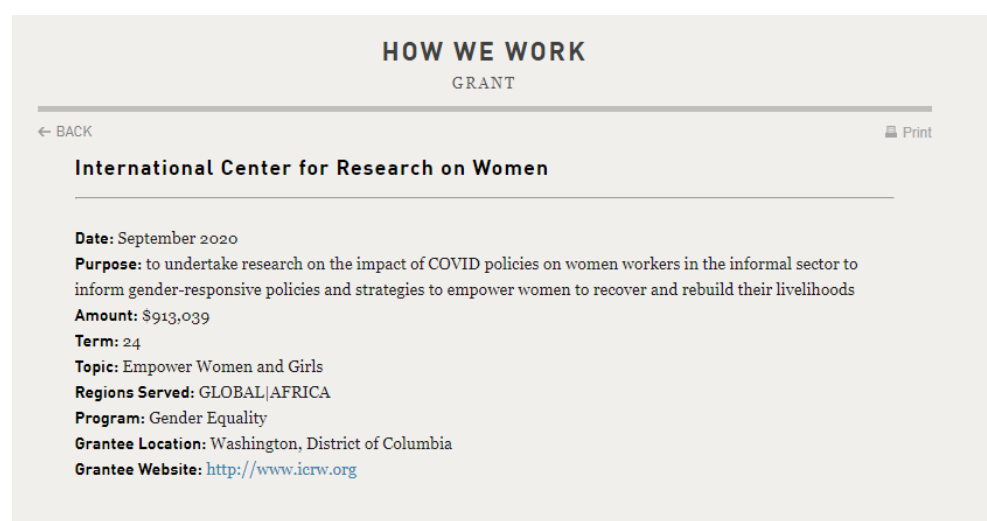 HOW WE WORK
GRANT
← BACK
Print
International Center for Research on Women
Date: September 2020
Purpose: to undertake research on the impact of COVID policies on women workers in the informal sector to
inform gender-responsive policies and strategies to empower women to recover and rebuild their livelihoods
Amount: $913,039
Term: 24
Topic: Empower Women and Girls
Regions Served: GLOBAL|AFRICA
Program: Gender Equality
Grantee Location: Washington, District of Columbia
Grantee Website: http://www.icrw.org